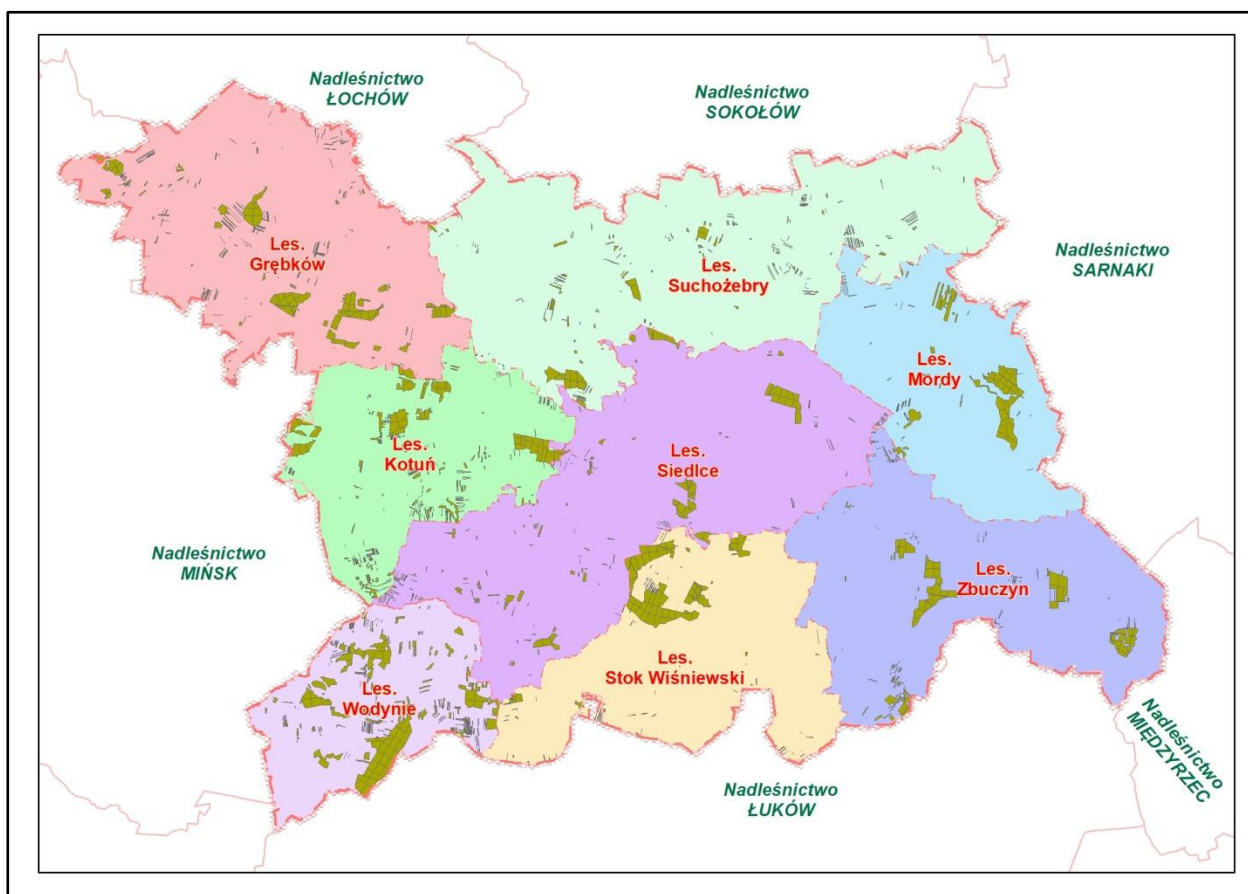 Nadleśnictwo
ŁOCHÓW
Nadleśnictwo
SOKOŁÓW
Nadleśnictwo
SARNAKI
Les.
Grębków
Les.
Suchożebry
Les.
Mordy
Les.
Kotuń
Les.
Siedlce
Nadleśnictwo
MIŃSK
Les.
Zbuczyn
Les.
Stok Wiśniewski
Les.
Wodynie
Nadleśnictwo
MIĘDZYRZEC
Nadleśnictwo
ŁUKÓW